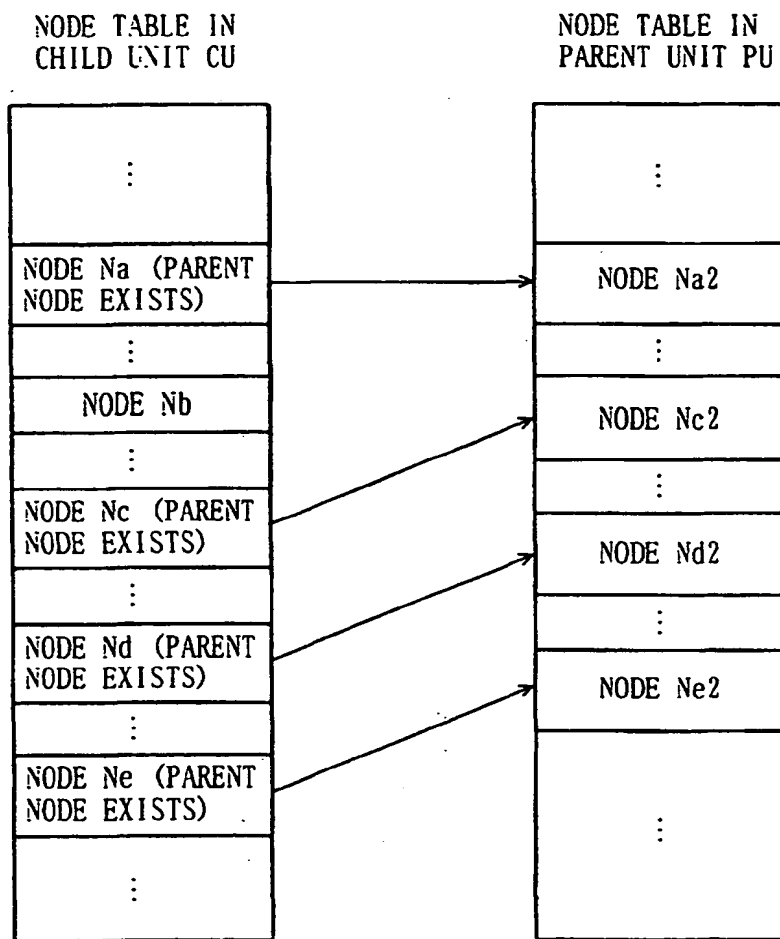 NODE TABLE IN
CHILD UNIT CU
⋮
NODE Na (PARENT
NODE EXISTS)
⋮
NODE Nb
⋮
NODE Nc (PARENT
NODE EXISTS)
⋮
NODE Nd (PARENT
NODE EXISTS)
⋮
NODE Ne (PARENT
NODE EXISTS)
⋮
NODE TABLE IN
PARENT UNIT PU
⋮
NODE Na2
⋮
NODE Nc2
⋮
NODE Nd2
⋮
NODE Ne2
⋮